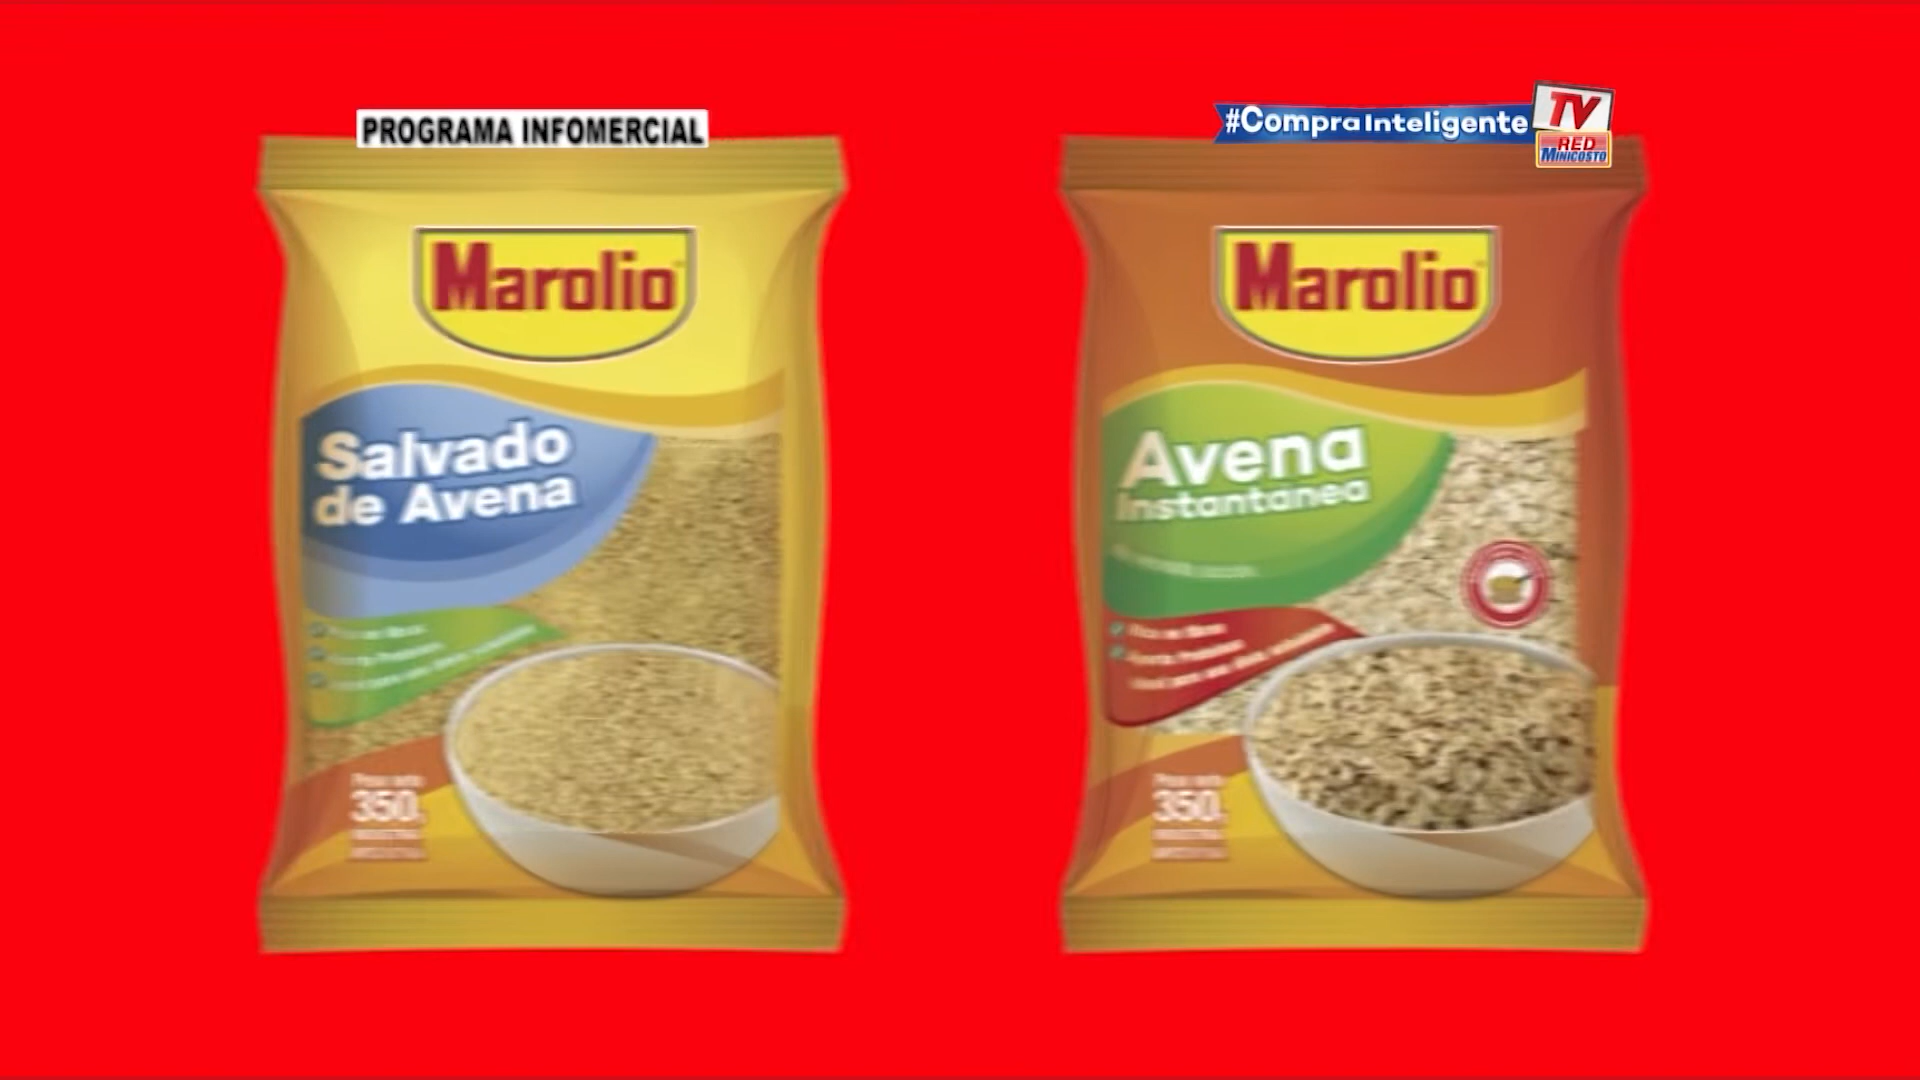 PROGRAMA INFOMERCIAL
#CompraInteligente
TV
RED
MINICOSTO
Marolio
Salvado
de Avena
350
Marolio
Avena
Instantanea
350